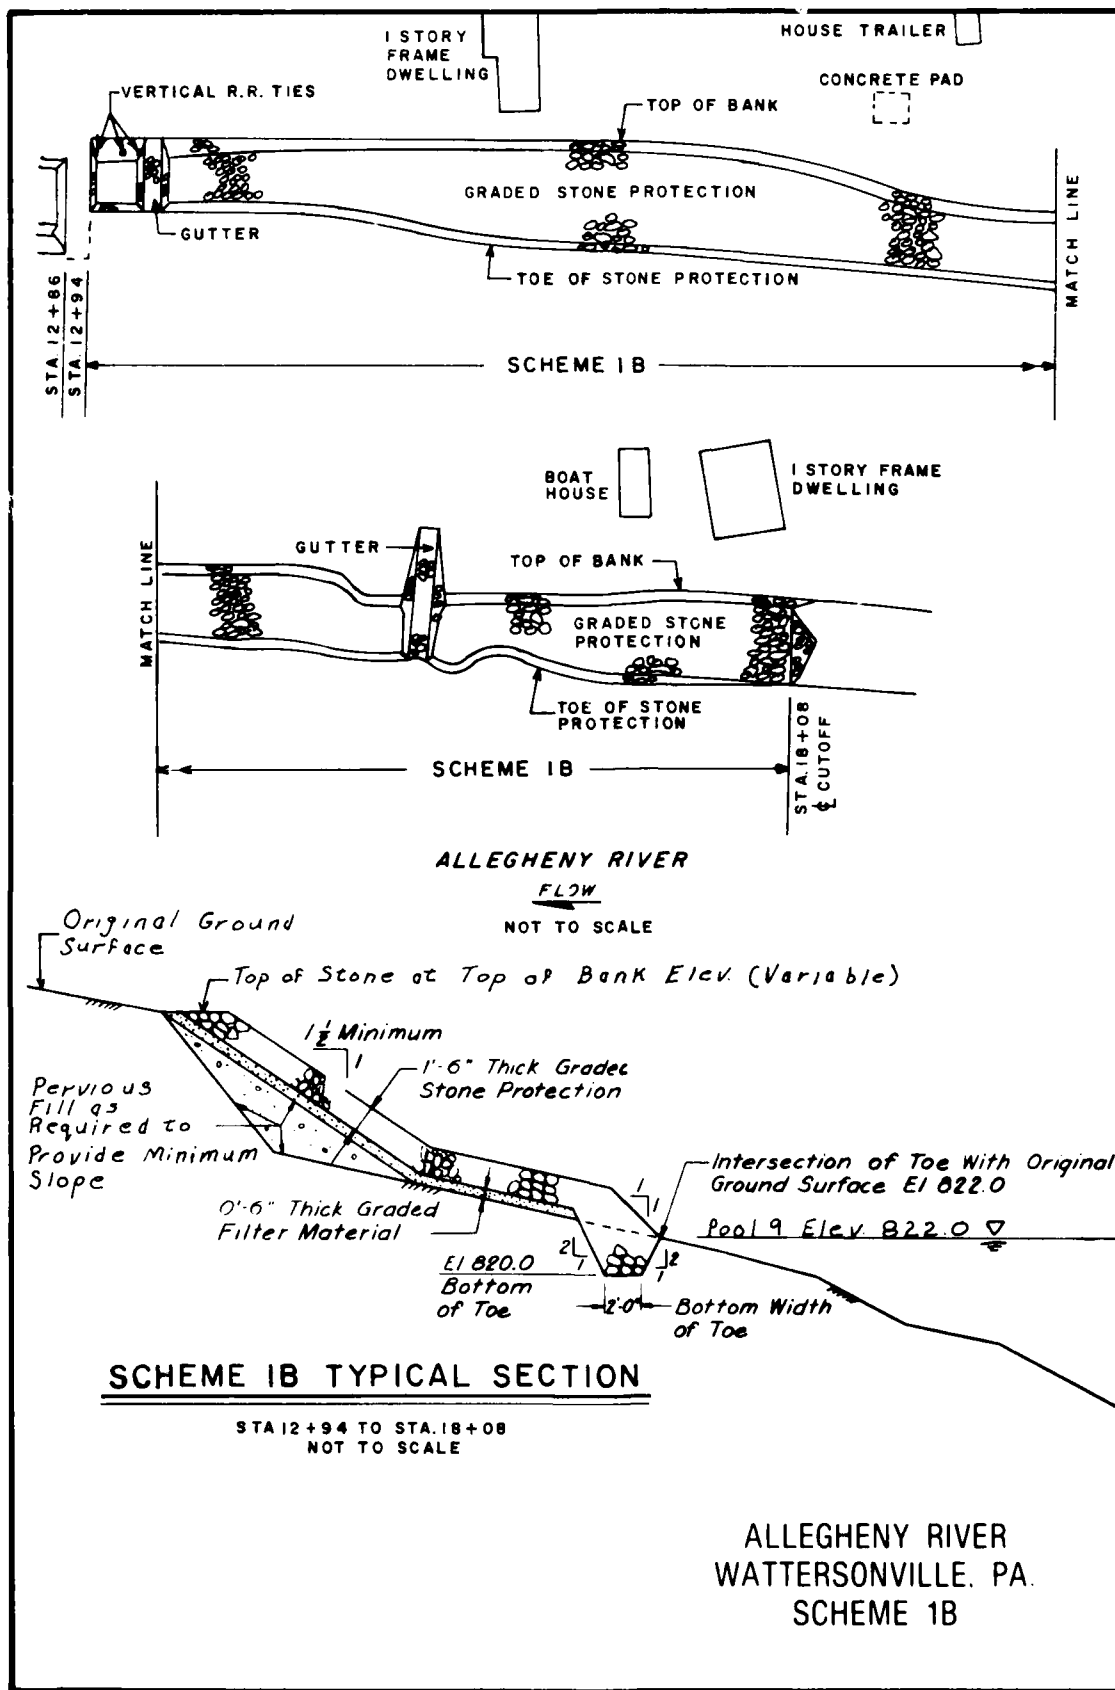 1 STORY
FRAME
DWELLING
HOUSE TRAILER
CONCRETE PAD
VERTICAL R.R. TIES
TOP OF BANK
GRADED STONE PROTECTION
GUTTER
TOE OF STONE PROTECTION
MATCH LINE
STA. 12+86
STA. 12+94
SCHEME 1B
BOAT
HOUSE
1 STORY FRAME
DWELLING
GUTTER
TOP OF BANK
MATCH LINE
GRADED STONE
PROTECTION
TOE OF STONE
PROTECTION
SCHEME 1B
STA. 18+08
℄ CUTOFF
ALLEGHENY RIVER
FLOW
NOT TO SCALE
Original Ground
Surface
Top of Stone at Top of Bank Elev. (Variable)
1½ Minimum
1
1'-6" Thick Graded
Stone Protection
Pervious
Fill as
Required to
Provide Minimum
Slope
0'-6" Thick Graded
Filter Material
1
1
Intersection of Toe With Original
Ground Surface El 822.0
Pool 9 Elev. 822.0
2
1
2
1
El 820.0
Bottom
of Toe
2'-0"
Bottom Width
of Toe
SCHEME 1B TYPICAL SECTION
STA 12+94 TO STA. 18+08
NOT TO SCALE
ALLEGHENY RIVER
WATTERSONVILLE, PA.
SCHEME 1B